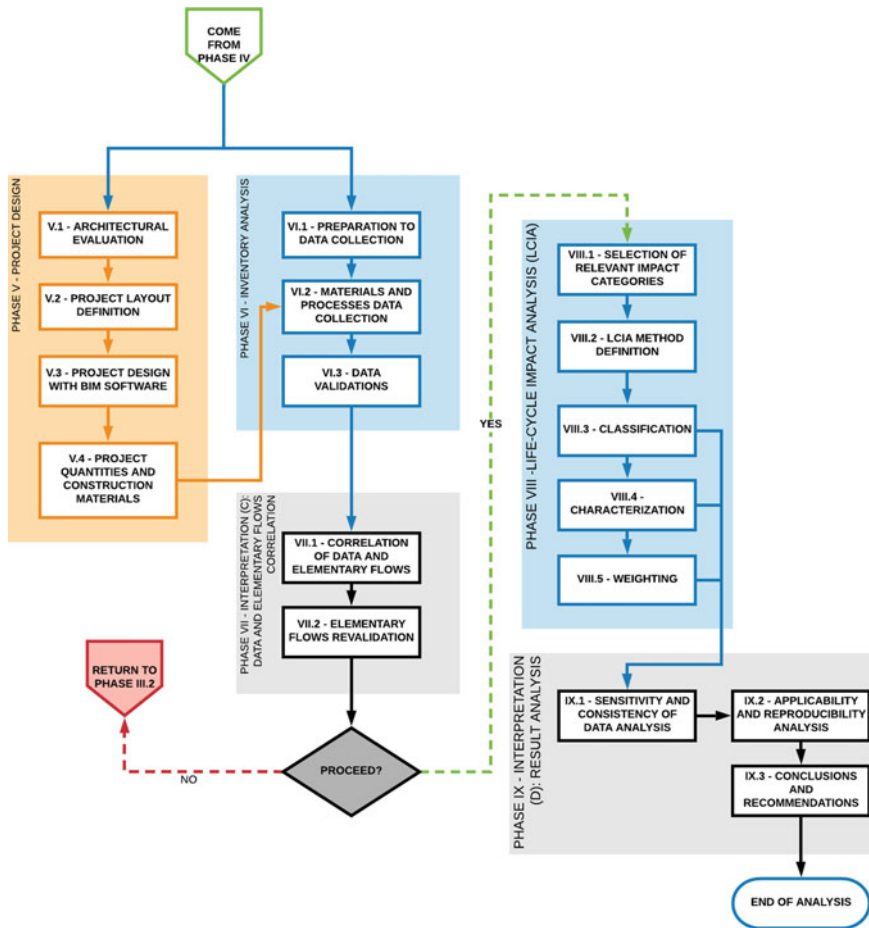 COME
FROM
PHASE IV
PHASE V - PROJECT DESIGN
V.1 - ARCHITECTURAL
EVALUATION
V.2 - PROJECT LAYOUT
DEFINITION
V.3 - PROJECT DESIGN
WITH BIM SOFTWARE
V.4 - PROJECT
QUANTITIES AND
CONSTRUCTION
MATERIALS
PHASE VI - INVENTORY ANALYSIS
VI.1 - PREPARATION TO
DATA COLLECTION
VI.2 - MATERIALS AND
PROCESSES DATA
COLLECTION
VI.3 - DATA
VALIDATIONS
PHASE VII - INTERPRETATION (C):
DATA AND ELEMENTARY FLOWS
CORRELATION
VII.1 - CORRELATION
OF DATA AND
ELEMENTARY FLOWS
VII.2 - ELEMENTARY
FLOWS REVALIDATION
PROCEED?
NO
RETURN TO
PHASE III.2
YES
PHASE VIII -LIFE-CYCLE IMPACT ANALYSIS (LCIA)
VIII.1 - SELECTION OF
RELEVANT IMPACT
CATEGORIES
VIII.2 - LCIA METHOD
DEFINITION
VIII.3 - CLASSIFICATION
VIII.4 -
CHARACTERIZATION
VIII.5 - WEIGHTING
PHASE IX - INTERPRETATION
(D): RESULT ANALYSIS
IX.1 - SENSITIVITY AND
CONSISTENCY OF
DATA ANALYSIS
IX.2 - APPLICABILITY
AND REPRODUCIBILITY
ANALYSIS
IX.3 - CONCLUSIONS
AND
RECOMMENDATIONS
END OF ANALYSIS